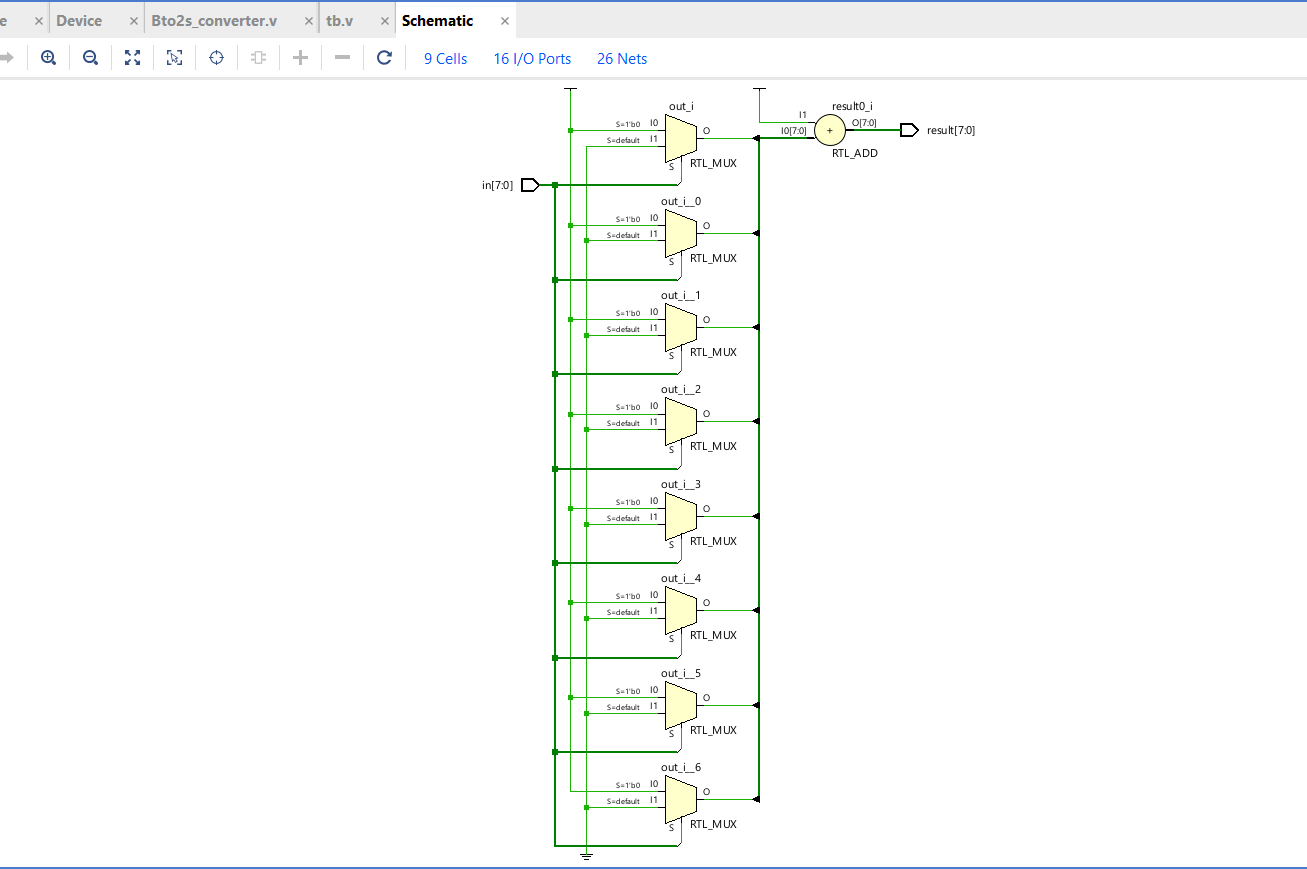 e Device Bto2s_converter.v tb.v Schematic
9 Cells 16 I/O Ports 26 Nets
out_i
S=1'b0 I0
S=default I1
O
S
RTL_MUX
result0_i
I1
I0[7:0]
+
O[7:0]
RTL_ADD
result[7:0]
in[7:0]
out_i__0
S=1'b0 I0
S=default I1
O
S
RTL_MUX
out_i__1
S=1'b0 I0
S=default I1
O
S
RTL_MUX
out_i__2
S=1'b0 I0
S=default I1
O
S
RTL_MUX
out_i__3
S=1'b0 I0
S=default I1
O
S
RTL_MUX
out_i__4
S=1'b0 I0
S=default I1
O
S
RTL_MUX
out_i__5
S=1'b0 I0
S=default I1
O
S
RTL_MUX
out_i__6
S=1'b0 I0
S=default I1
O
S
RTL_MUX